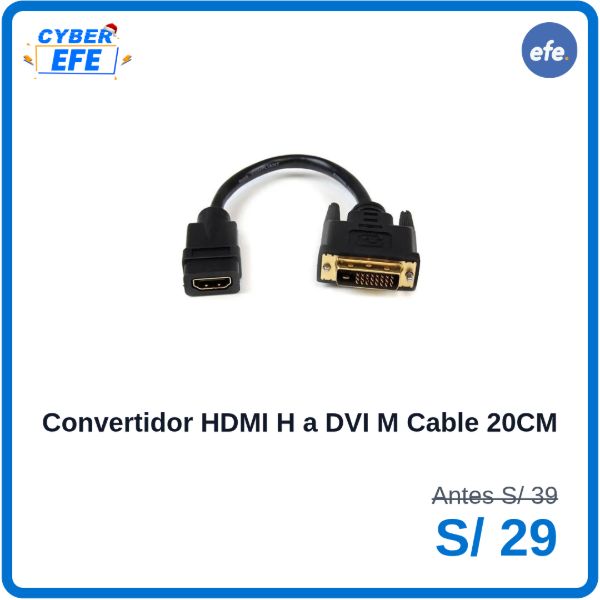 CYBER
EFE
efe.
Convertidor HDMI H a DVI M Cable 20CM
Antes S/ 39
S/ 29